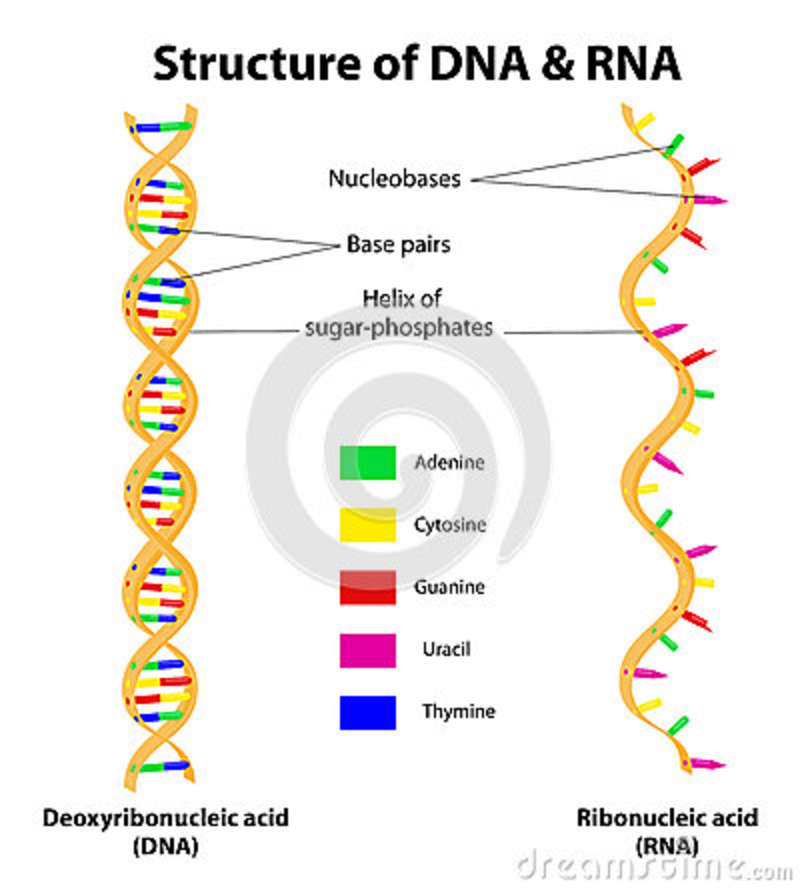 Structure of DNA & RNA
Nucleobases
Base pairs
Helix of
sugar-phosphates
Adenine
Cytosine
Guanine
Uracil
Thymine
Deoxyribonucleic acid
(DNA)
Ribonucleic acid
(RNA)
dreamstime.com